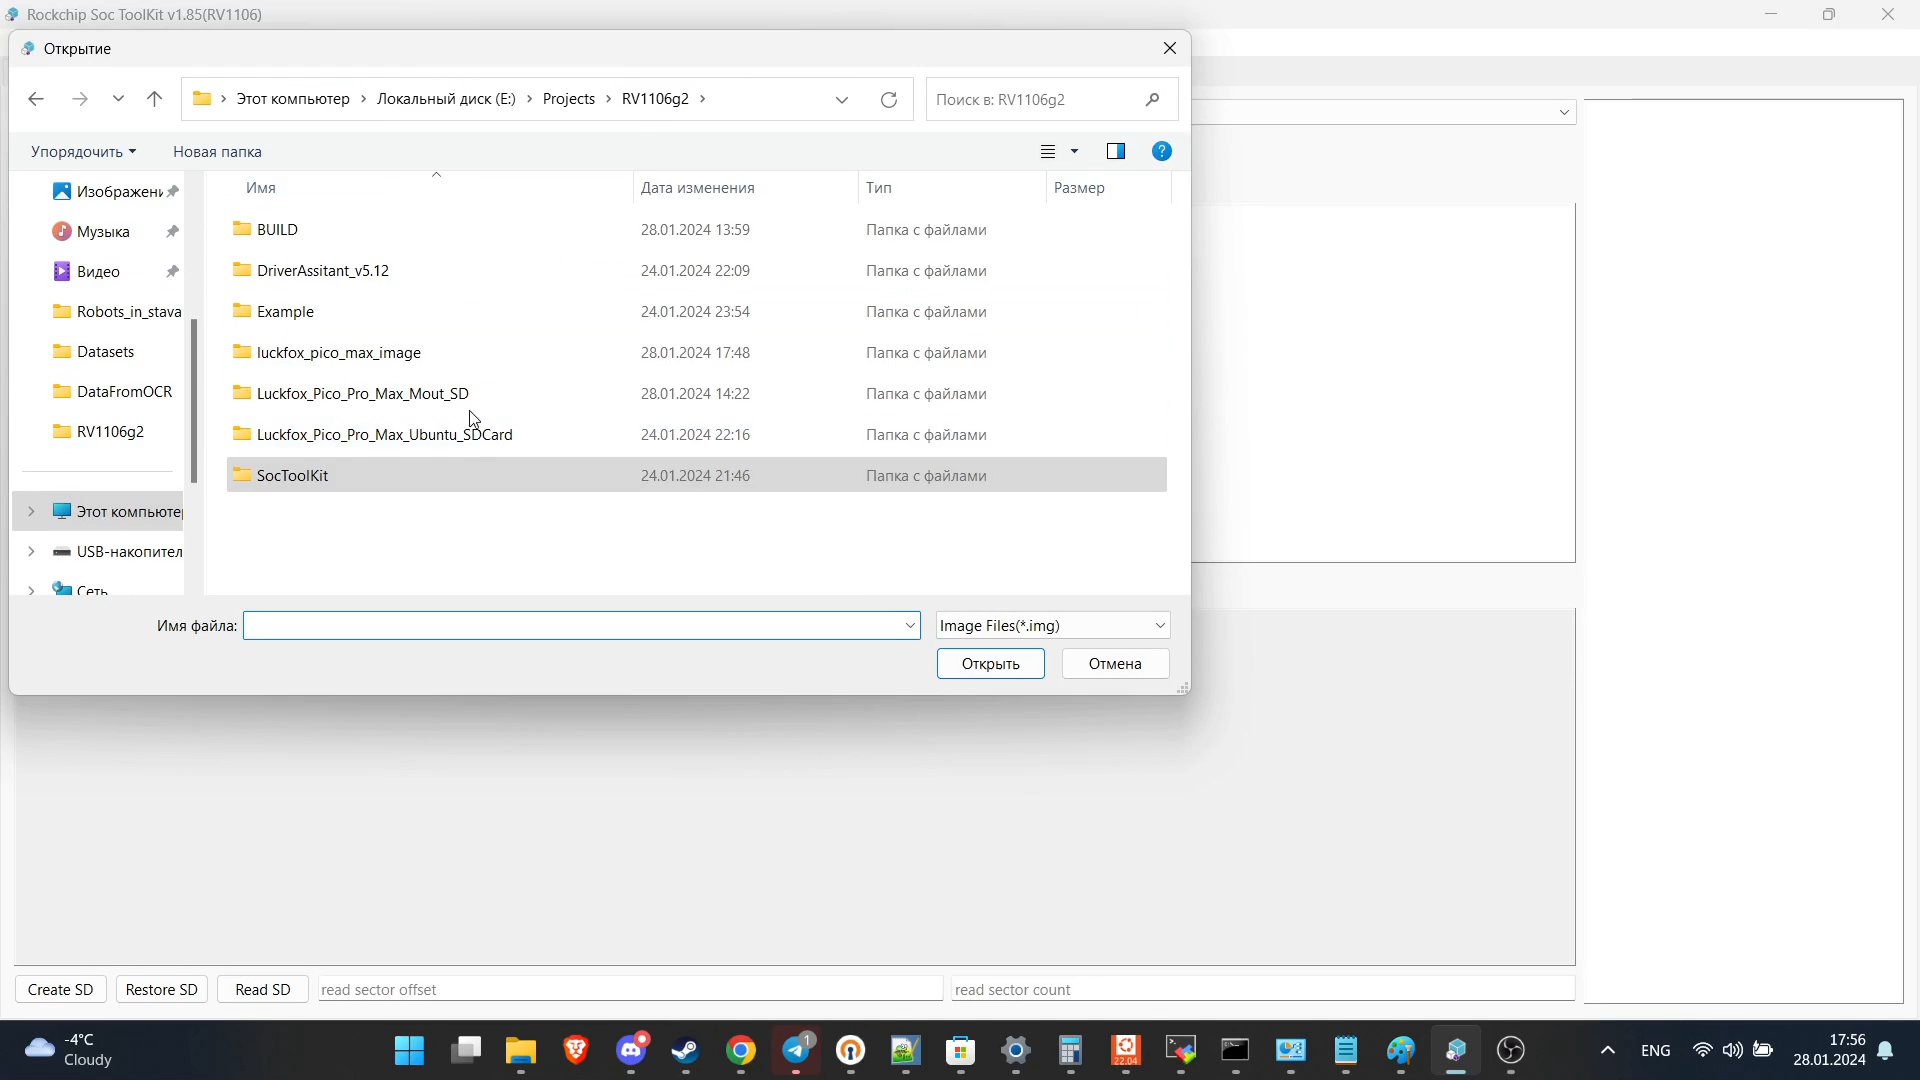 Rockchip Soc ToolKit v1.85(RV1106)
Открытие
Этот компьютер > Локальный диск (E:) > Projects > RV1106g2 >
Поиск в: RV1106g2
Упорядочить
Новая папка
Изображени
Музыка
Видео
Robots_in_stava
Datasets
DataFromOCR
RV1106g2
Этот компьютер
USB-накопител
Сеть
Имя Дата изменения Тип Размер
BUILD 28.01.2024 13:59 Папка с файлами
DriverAssitant_v5.12 24.01.2024 22:09 Папка с файлами
Example 24.01.2024 23:54 Папка с файлами
luckfox_pico_max_image 28.01.2024 17:48 Папка с файлами
Luckfox_Pico_Pro_Max_Mout_SD 28.01.2024 14:22 Папка с файлами
Luckfox_Pico_Pro_Max_Ubuntu_SDCard 24.01.2024 22:16 Папка с файлами
SocToolKit 24.01.2024 21:46 Папка с файлами
Имя файла:
Image Files(*.img)
Открыть
Отмена
Create SD
Restore SD
Read SD
read sector offset
read sector count
-4°C
Cloudy
1
22.04
ENG
17:56
28.01.2024